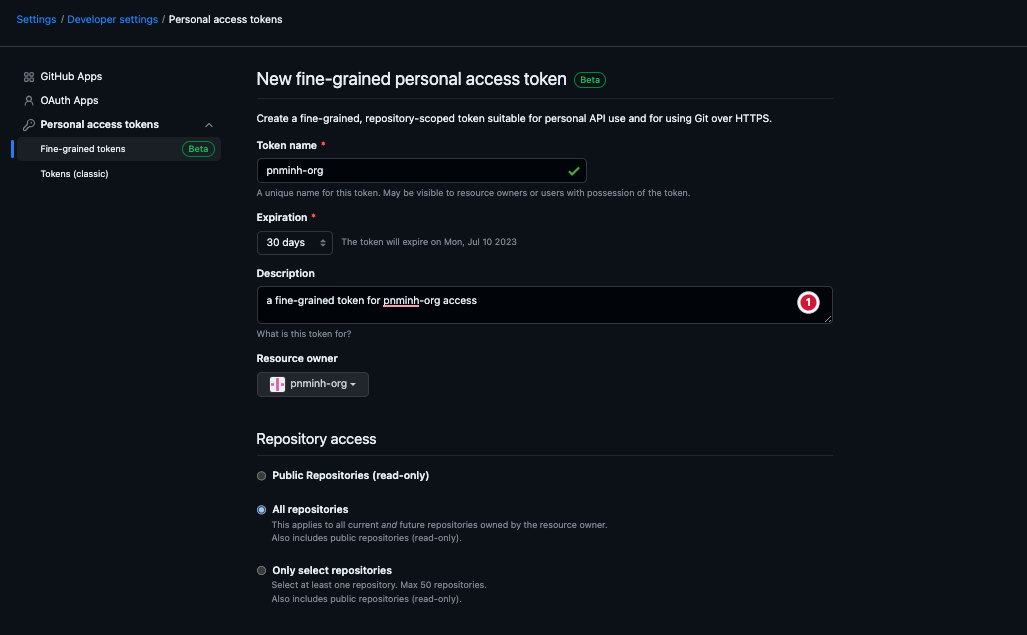 Settings / Developer settings / Personal access tokens
GitHub Apps
OAuth Apps
Personal access tokens
Fine-grained tokens Beta
Tokens (classic)
New fine-grained personal access token Beta
Create a fine-grained, repository-scoped token suitable for personal API use and for using Git over HTTPS.
Token name *
pnminh-org
A unique name for this token. May be visible to resource owners or users with possession of the token.
Expiration *
30 days The token will expire on Mon, Jul 10 2023
Description
a fine-grained token for pnminh-org access
1
What is this token for?
Resource owner
pnminh-org
Repository access
Public Repositories (read-only)
All repositories
This applies to all current and future repositories owned by the resource owner.
Also includes public repositories (read-only).
Only select repositories
Select at least one repository. Max 50 repositories.
Also includes public repositories (read-only).